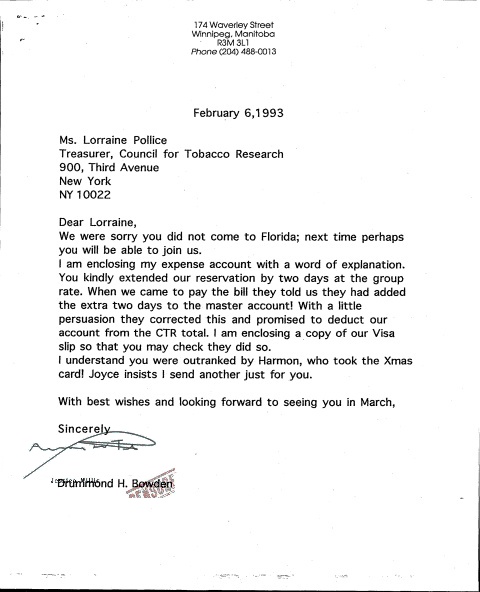 174 Waverley Street
Winnipeg, Manitoba
R3M 3L1
Phone (204) 488-0013
February 6,1993
Ms. Lorraine Pollice
Treasurer, Council for Tobacco Research
900, Third Avenue
New York
NY 10022
Dear Lorraine,
We were sorry you did not come to Florida; next time perhaps
you will be able to join us.
I am enclosing my expense account with a word of explanation.
You kindly extended our reservation by two days at the group
rate. When we came to pay the bill they told us they had added
the extra two days to the master account! With a little
persuasion they corrected this and promised to deduct our
account from the CTR total. I am enclosing a copy of our Visa
slip so that you may check they did so.
I understand you were outranked by Harmon, who took the Xmas
card! Joyce insists I send another just for you.
With best wishes and looking forward to seeing you in March,
Sincerely
Drummond H. Bowden